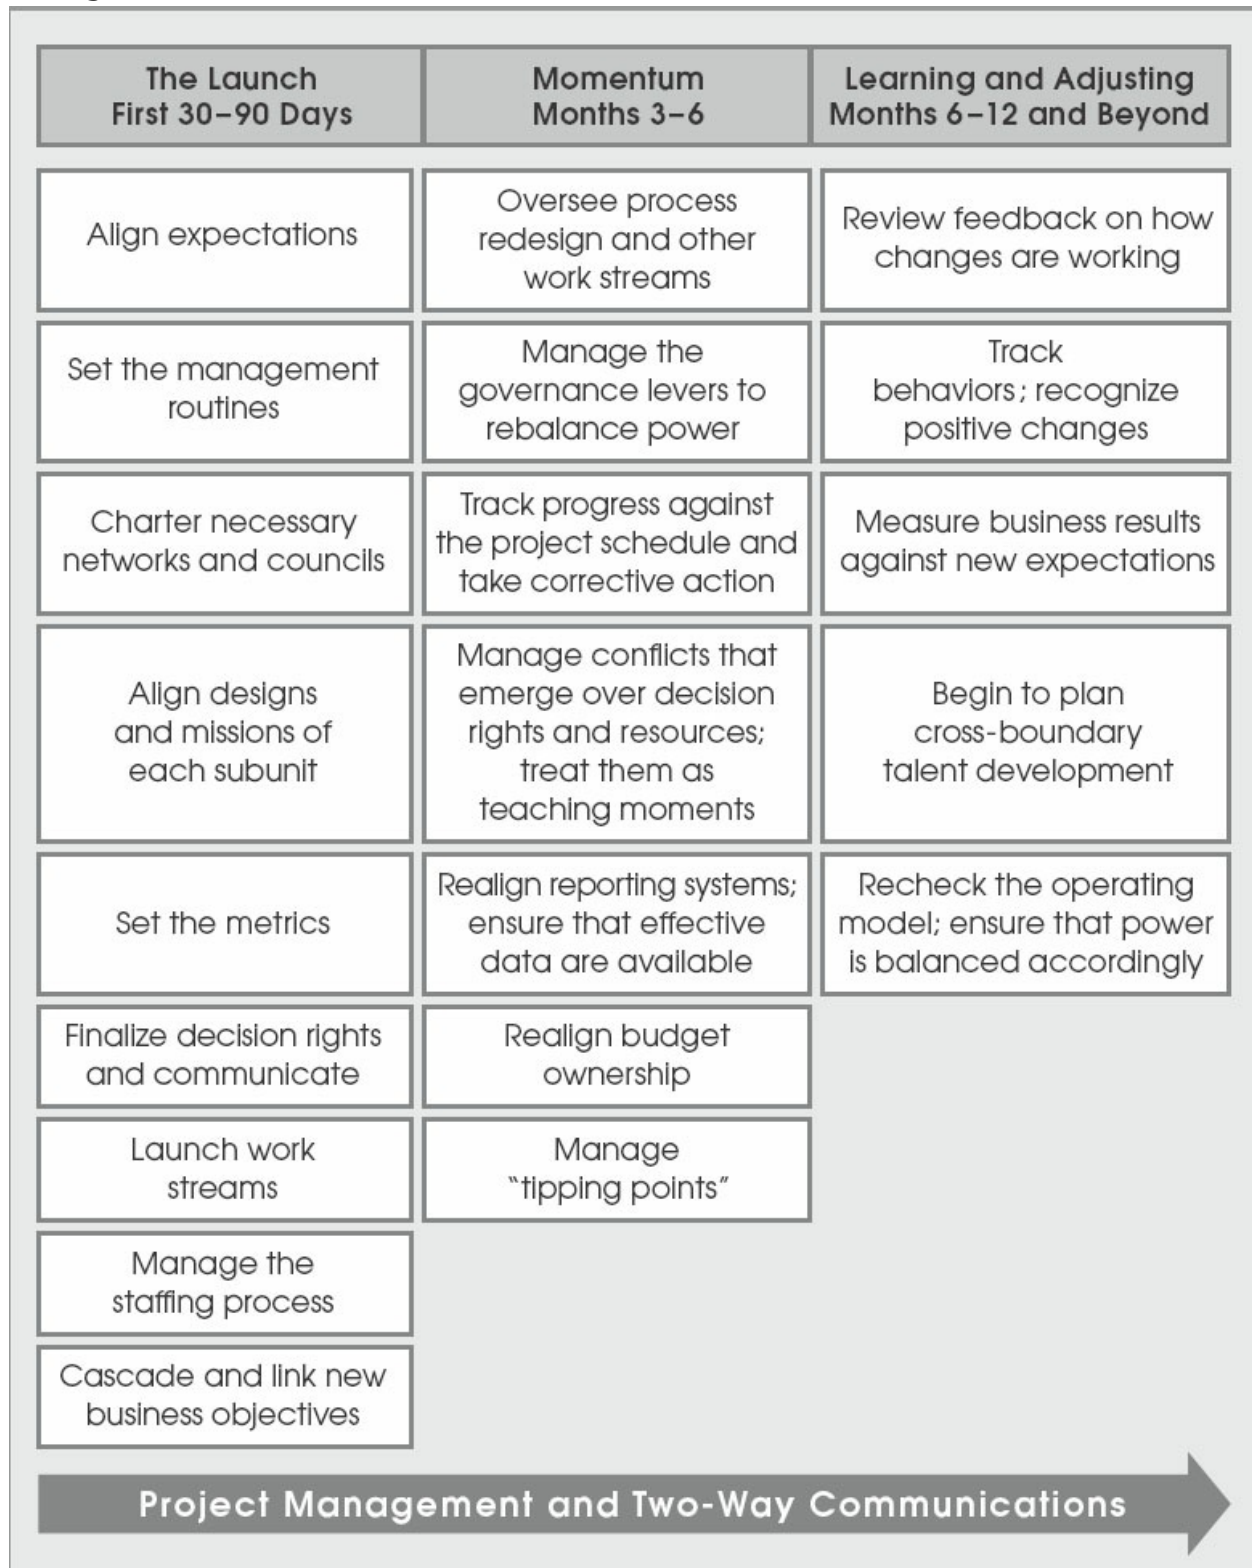 The Launch
First 30–90 Days
Momentum
Months 3–6
Learning and Adjusting
Months 6–12 and Beyond
Align expectations
Oversee process
redesign and other
work streams
Review feedback on how
changes are working
Set the management
routines
Manage the
governance levers to
rebalance power
Track
behaviors; recognize
positive changes
Charter necessary
networks and councils
Track progress against
the project schedule and
take corrective action
Measure business results
against new expectations
Align designs
and missions of
each subunit
Manage conflicts that
emerge over decision
rights and resources;
treat them as
teaching moments
Begin to plan
cross-boundary
talent development
Set the metrics
Realign reporting systems;
ensure that effective
data are available
Recheck the operating
model; ensure that power
is balanced accordingly
Finalize decision rights
and communicate
Realign budget
ownership
Launch work
streams
Manage
“tipping points”
Manage the
staffing process
Cascade and link new
business objectives
Project Management and Two-Way Communications